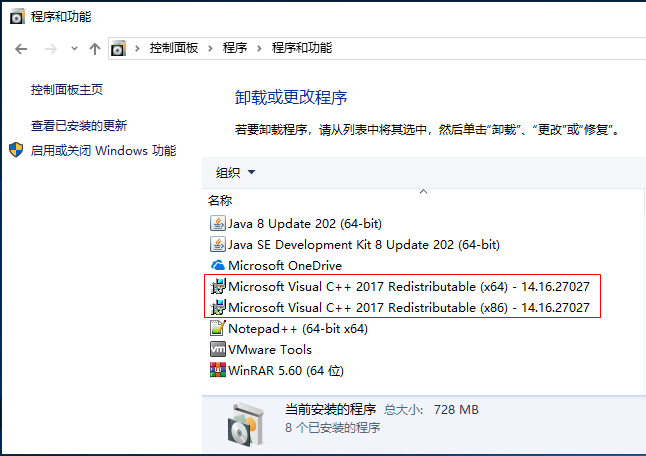 程序和功能
控制面板 程序 程序和功能
控制面板主页
查看已安装的更新
启用或关闭 Windows 功能
卸载或更改程序
若要卸载程序，请从列表中将其选中，然后单击“卸载”、“更改”或“修复”。
组织
名称
Java 8 Update 202 (64-bit)
Java SE Development Kit 8 Update 202 (64-bit)
Microsoft OneDrive
Microsoft Visual C++ 2017 Redistributable (x64) - 14.16.27027
Microsoft Visual C++ 2017 Redistributable (x86) - 14.16.27027
Notepad++ (64-bit x64)
VMware Tools
WinRAR 5.60 (64 位)
当前安装的程序 总大小: 728 MB
8 个已安装的程序